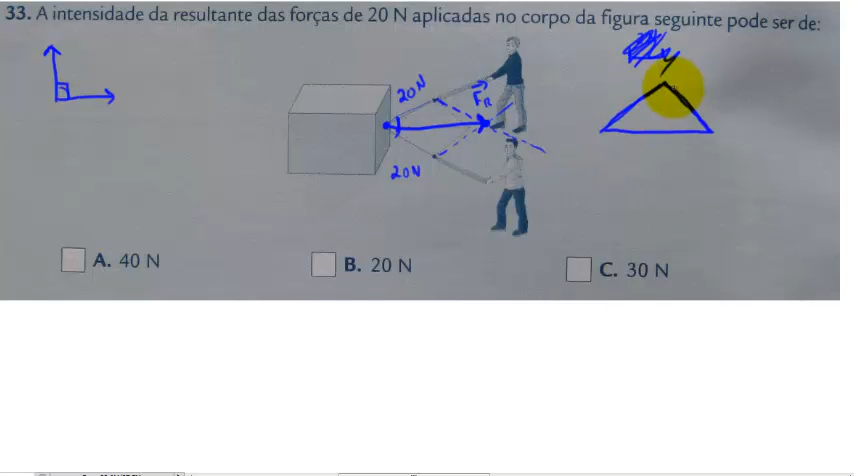 33. A intensidade da resultante das forças de 20 N aplicadas no corpo da figura seguinte pode ser de:
20N
F_R
20N
A. 40 N
B. 20 N
C. 30 N